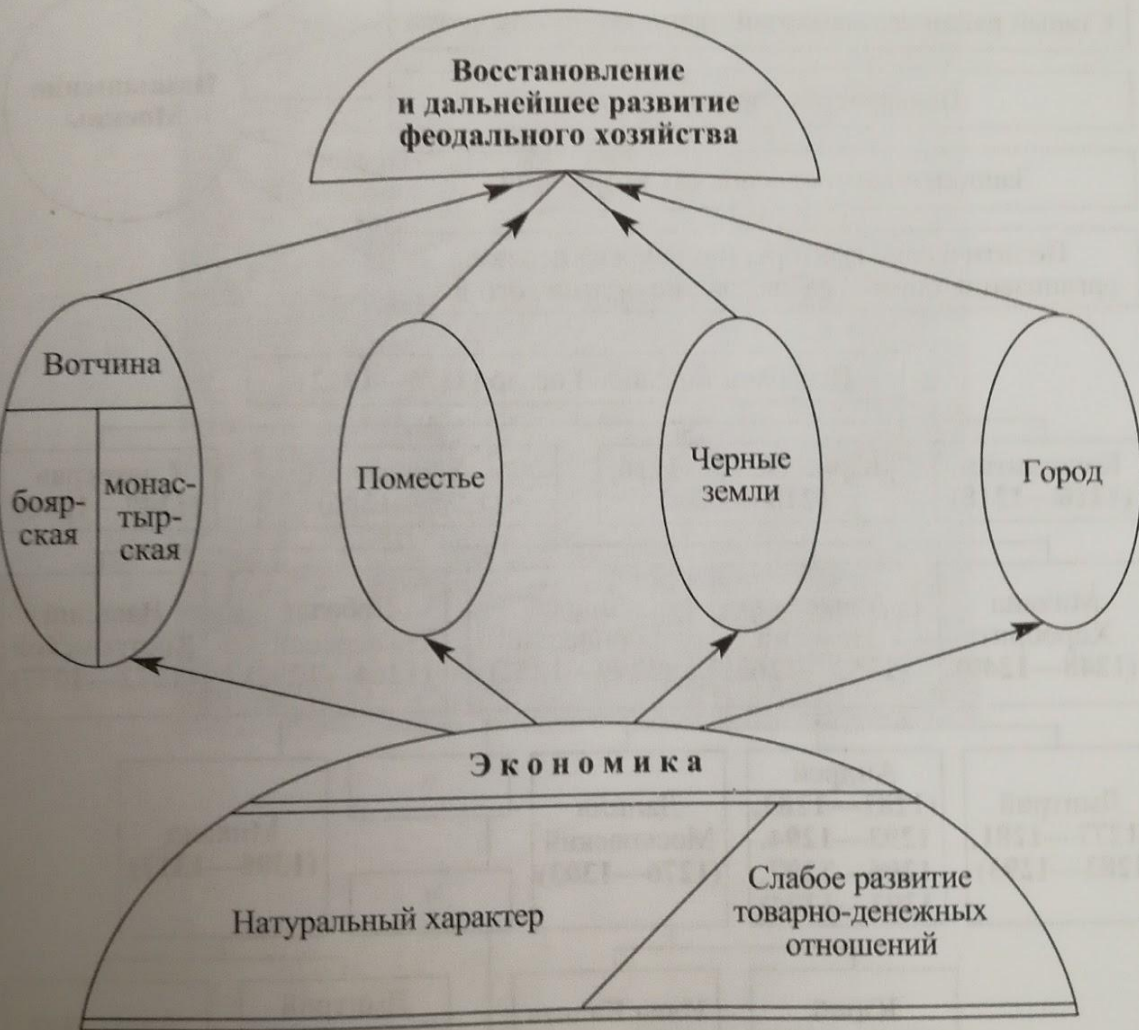 Восстановление
и дальнейшее развитие
феодального хозяйства
Вотчина
бояр-
ская
монас-
тыр-
ская
Поместье
Черные
земли
Город
Экономика
Натуральный характер
Слабое развитие
товарно-денежных
отношений